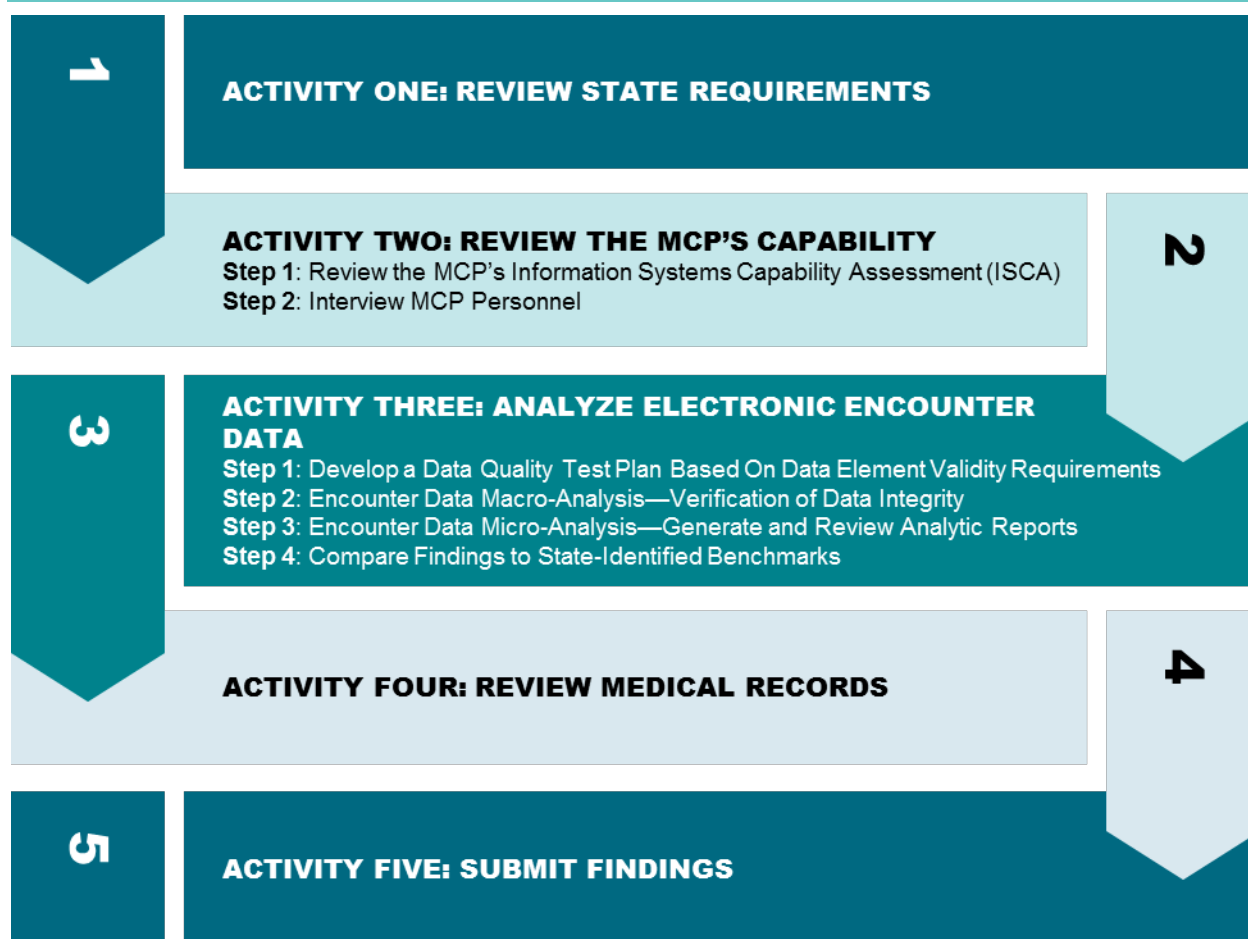 1
ACTIVITY ONE: REVIEW STATE REQUIREMENTS
2
ACTIVITY TWO: REVIEW THE MCP’S CAPABILITY
Step 1: Review the MCP’s Information Systems Capability Assessment (ISCA)
Step 2: Interview MCP Personnel
3
ACTIVITY THREE: ANALYZE ELECTRONIC ENCOUNTER
DATA
Step 1: Develop a Data Quality Test Plan Based On Data Element Validity Requirements
Step 2: Encounter Data Macro-Analysis—Verification of Data Integrity
Step 3: Encounter Data Micro-Analysis—Generate and Review Analytic Reports
Step 4: Compare Findings to State-Identified Benchmarks
4
ACTIVITY FOUR: REVIEW MEDICAL RECORDS
5
ACTIVITY FIVE: SUBMIT FINDINGS